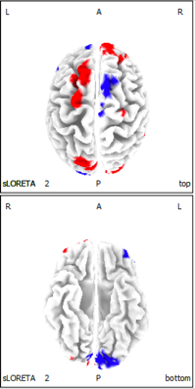 L A R
sLORETA 2 P top
R A L
sLORETA 2 P bottom